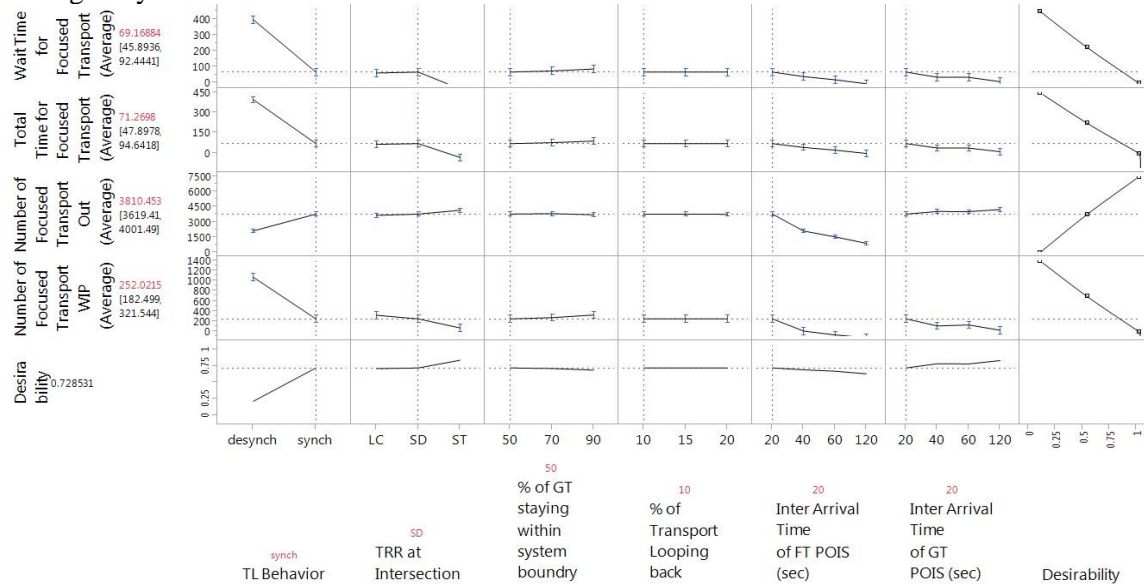 Wait Time
for
Focused
Transport
(Average)
69.16884
[45.8936,
92.4441]
400
300
200
100
0
Total
Time for
Focused
Transport
(Average)
71.2698
[47.8978,
94.6418]
450
300
150
0
Number of
Focused
Transport
Out
(Average)
3810.453
[3619.41,
4001.49]
7500
6000
4500
3000
1500
0
Number of
Focused
Transport
WIP
(Average)
252.0215
[182.499,
321.544]
1400
1200
1000
800
600
400
200
0
Desira
bility
0.728531
1
0.75
0.25
0
desynch synch LC SD ST 50 70 90 10 15 20 20 40 60 120 20 40 60 120 0 0.25 0.5 0.75 1
synch
TL Behavior
SD
TRR at
Intersection
50
% of GT
staying
within
system
boundry
10
% of
Transport
Looping
back
20
Inter Arrival
Time
of FT POIS
(sec)
20
Inter Arrival
Time
of GT
POIS (sec)
Desirability